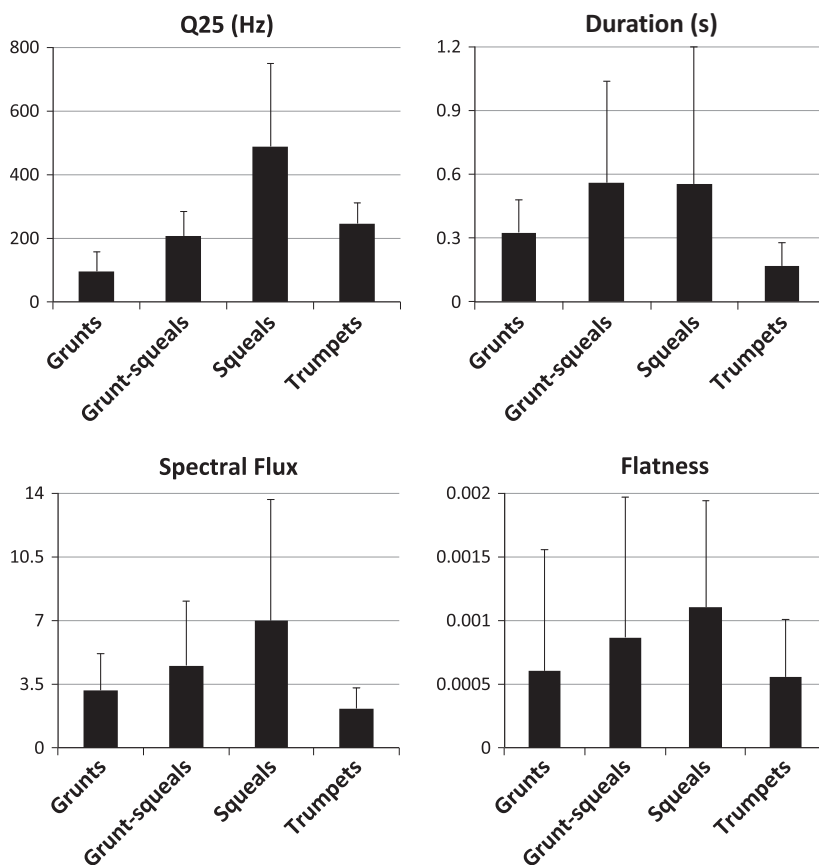 Q25 (Hz)
800
600
400
200
0
Grunts
Grunt-squeals
Squeals
Trumpets
Duration (s)
1.2
0.9
0.6
0.3
0
Grunts
Grunt-squeals
Squeals
Trumpets
Spectral Flux
14
10.5
7
3.5
0
Grunts
Grunt-squeals
Squeals
Trumpets
Flatness
0.002
0.0015
0.001
0.0005
0
Grunts
Grunt-squeals
Squeals
Trumpets